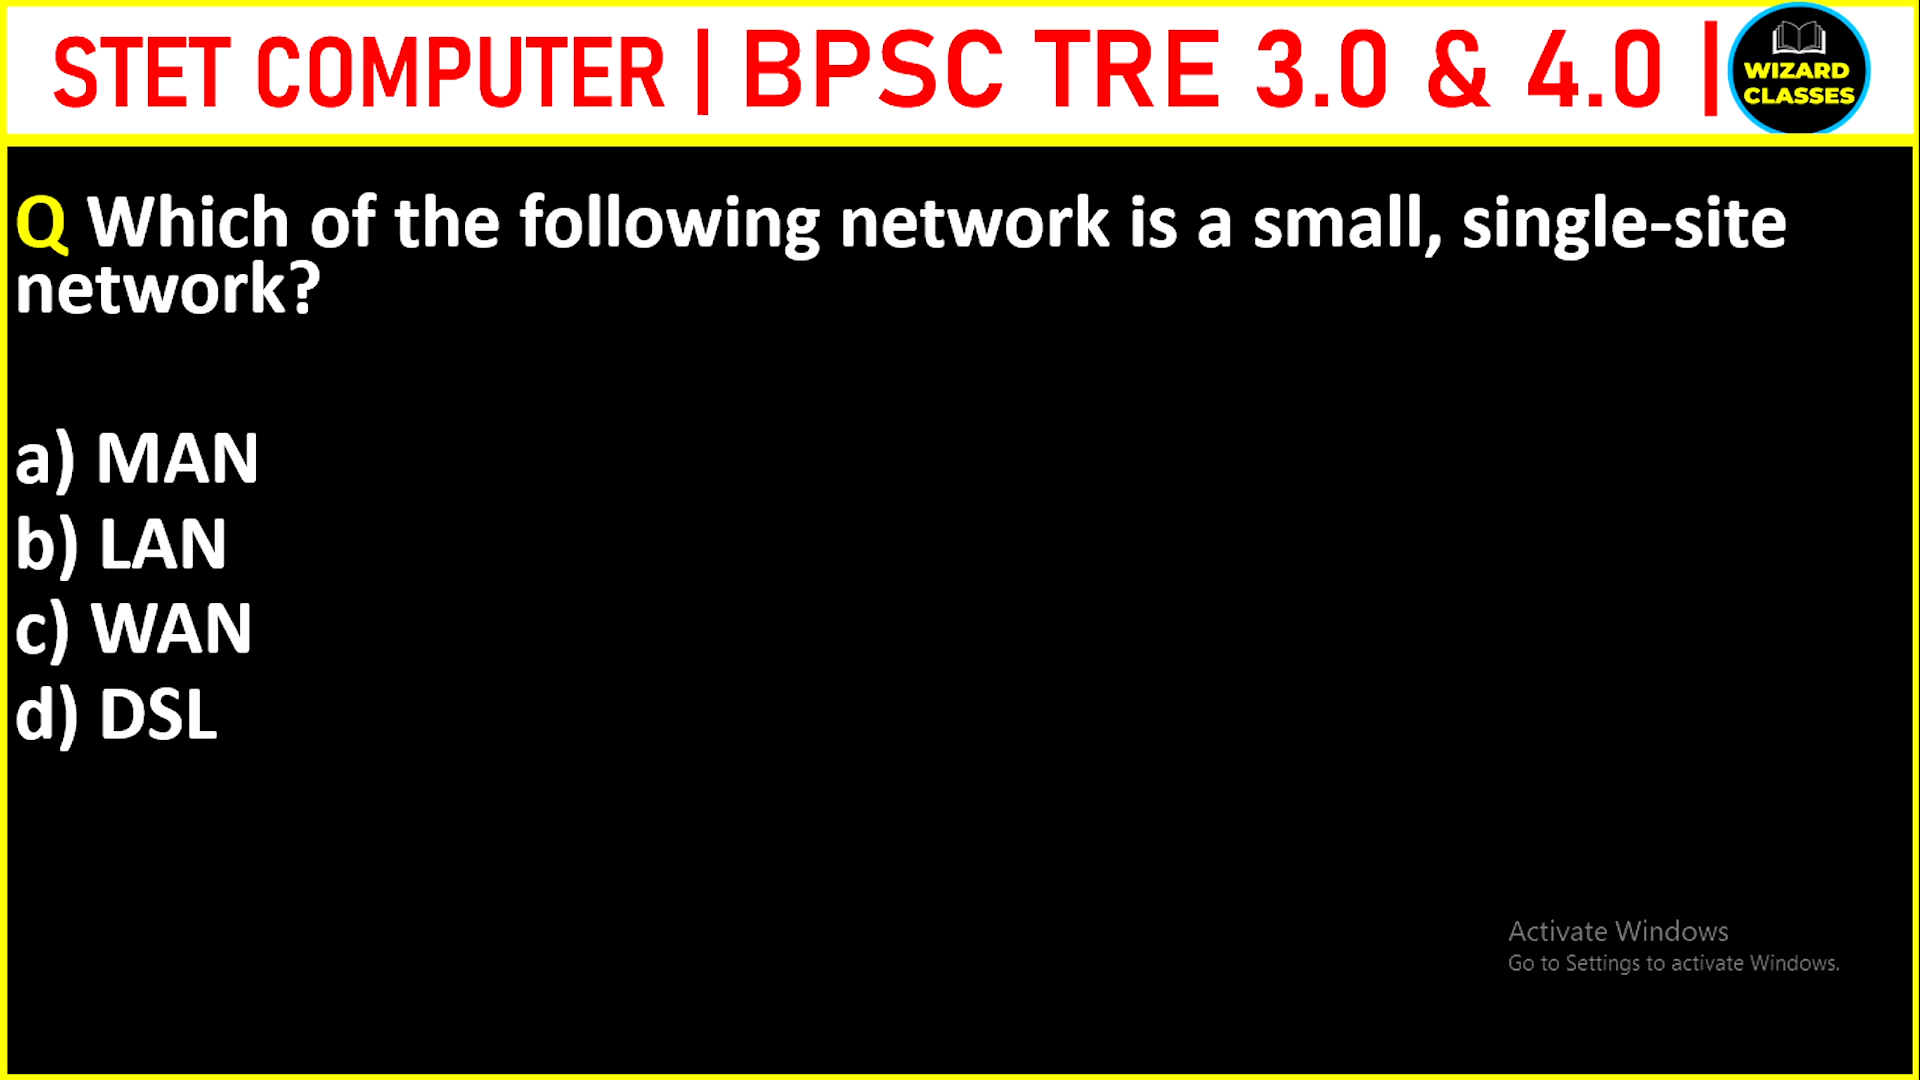 STET COMPUTER | BPSC TRE 3.0 & 4.0 |
WIZARD
CLASSES
Q Which of the following network is a small, single-site
network?
a) MAN
b) LAN
c) WAN
d) DSL
Activate Windows
Go to Settings to activate Windows.